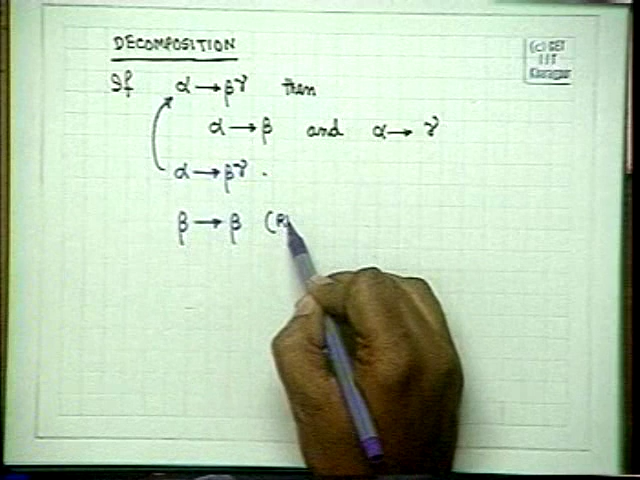 DECOMPOSITION
(C) CET
I I T
Kharagpur
If α → βγ then
α → β and α → γ
α → βγ .
β → β (R